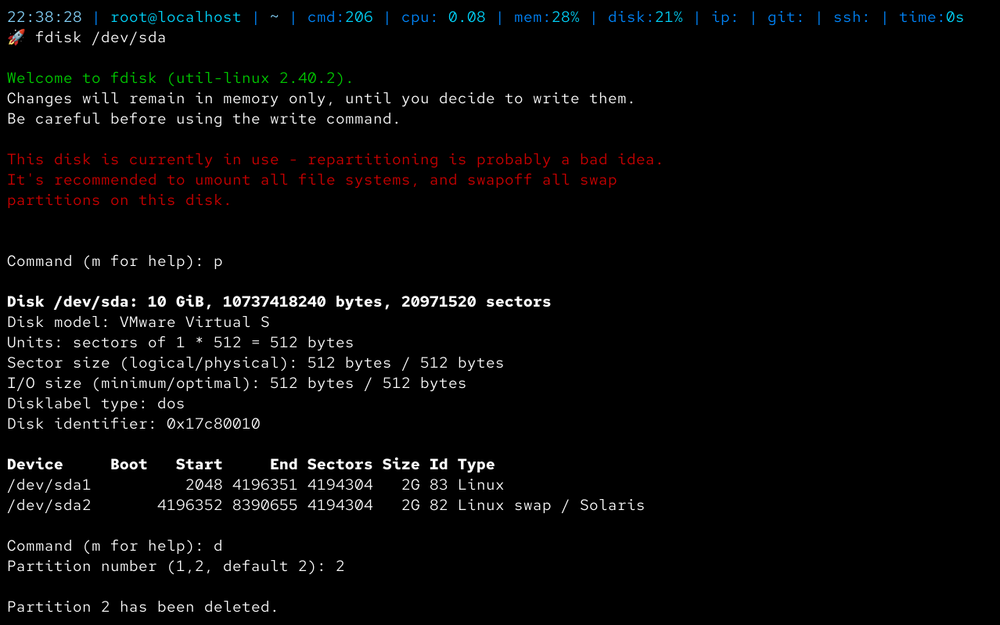 22:38:28 | root@localhost | ~ | cmd:206 | cpu: 0.08 | mem:28% | disk:21% | ip: | git: | ssh: | time:0s
🚀 fdisk /dev/sda
Welcome to fdisk (util-linux 2.40.2).
Changes will remain in memory only, until you decide to write them.
Be careful before using the write command.
This disk is currently in use - repartitioning is probably a bad idea.
It's recommended to umount all file systems, and swapoff all swap
partitions on this disk.
Command (m for help): p
Disk /dev/sda: 10 GiB, 10737418240 bytes, 20971520 sectors
Disk model: VMware Virtual S
Units: sectors of 1 * 512 = 512 bytes
Sector size (logical/physical): 512 bytes / 512 bytes
I/O size (minimum/optimal): 512 bytes / 512 bytes
Disklabel type: dos
Disk identifier: 0x17c80010
Device     Boot   Start     End Sectors Size Id Type
/dev/sda1          2048 4196351 4194304   2G 83 Linux
/dev/sda2       4196352 8390655 4194304   2G 82 Linux swap / Solaris
Command (m for help): d
Partition number (1,2, default 2): 2
Partition 2 has been deleted.